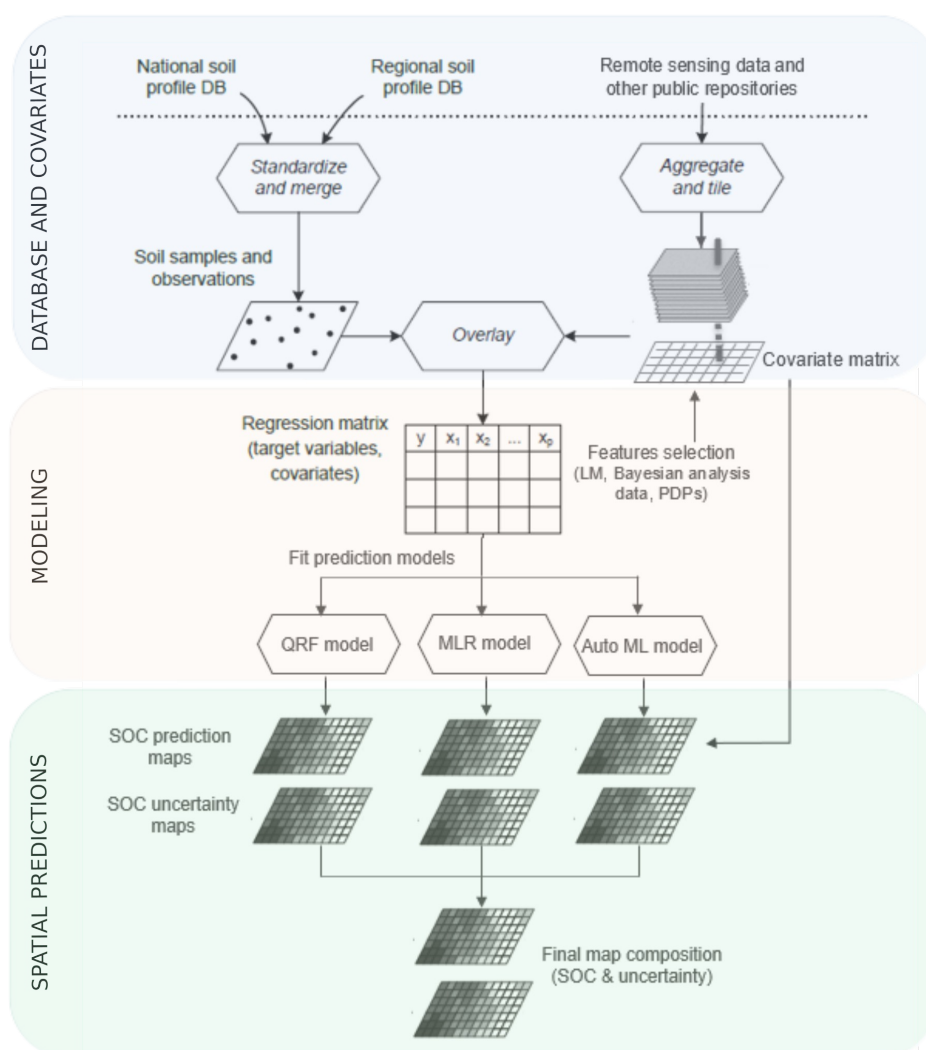 DATABASE AND COVARIATES
National soil
profile DB
Regional soil
profile DB
Remote sensing data and
other public repositories
Standardize
and merge
Aggregate
and tile
Soil samples and
observations
Overlay
Covariate matrix
MODELING
Regression matrix
(target variables,
covariates)
y x1 x2 ... xp
Features selection
(LM, Bayesian analysis
data, PDPs)
Fit prediction models
QRF model
MLR model
Auto ML model
SPATIAL PREDICTIONS
SOC prediction
maps
SOC uncertainty
maps
Final map composition
(SOC & uncertainty)